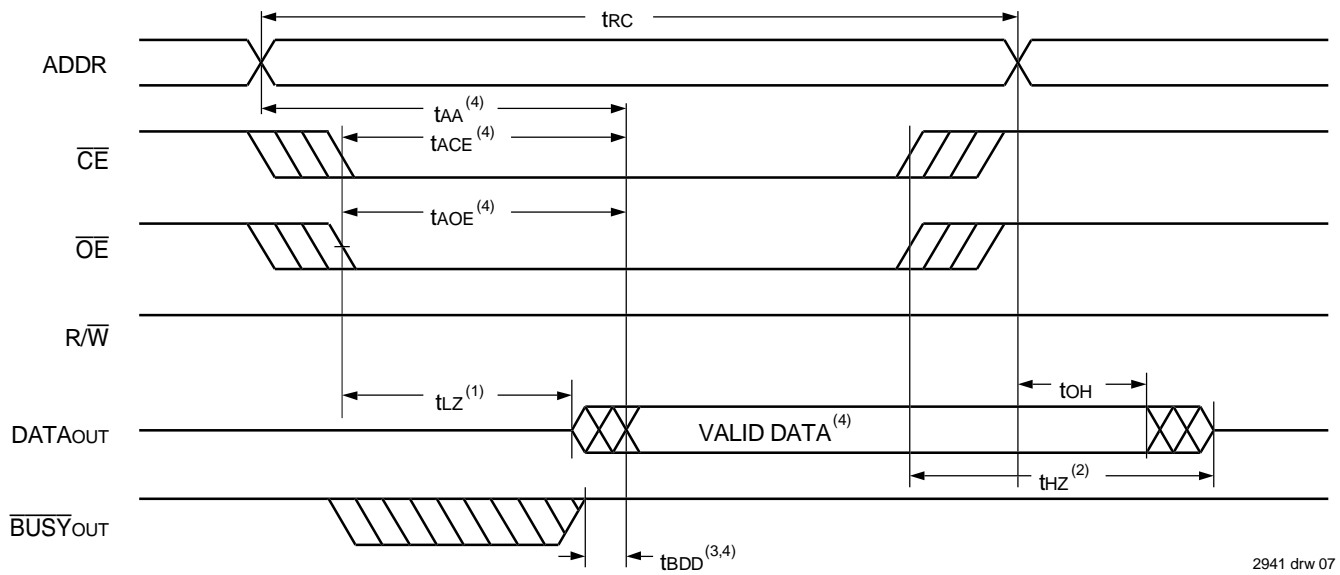 tRC
ADDR
tAA(4)
tACE(4)
CE
tAOE(4)
OE
R/W
tLZ(1)
tOH
DATAOUT
VALID DATA(4)
tHZ(2)
BUSYOUT
tBDD(3,4)
2941 drw 07